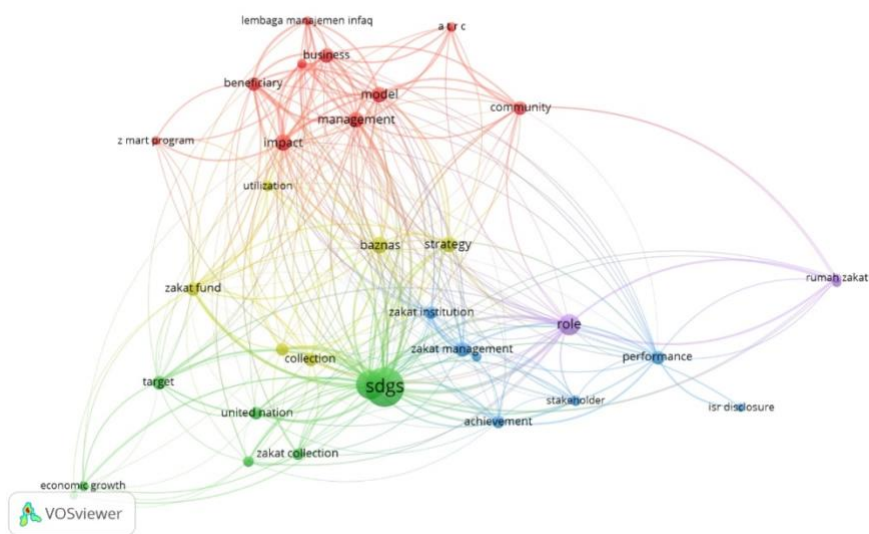 lembaga manajemen infaq
a t r c
business
beneficiary
model
community
management
z mart program
impact
utilization
baznas
strategy
rumah zakat
zakat fund
zakat institution
role
zakat management
performance
collection
target
sdgs
stakeholder
isr disclosure
united nation
achievement
zakat collection
economic growth
VOSviewer